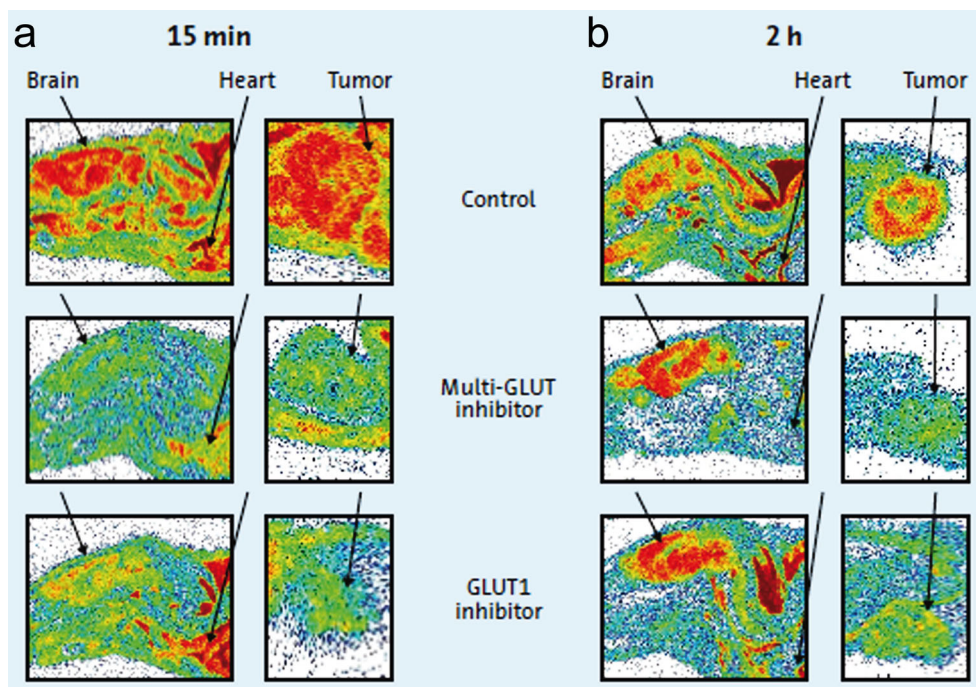 a
15 min
Brain
Heart
Tumor
b
2 h
Brain
Heart
Tumor
Control
Multi-GLUT
inhibitor
GLUT1
inhibitor